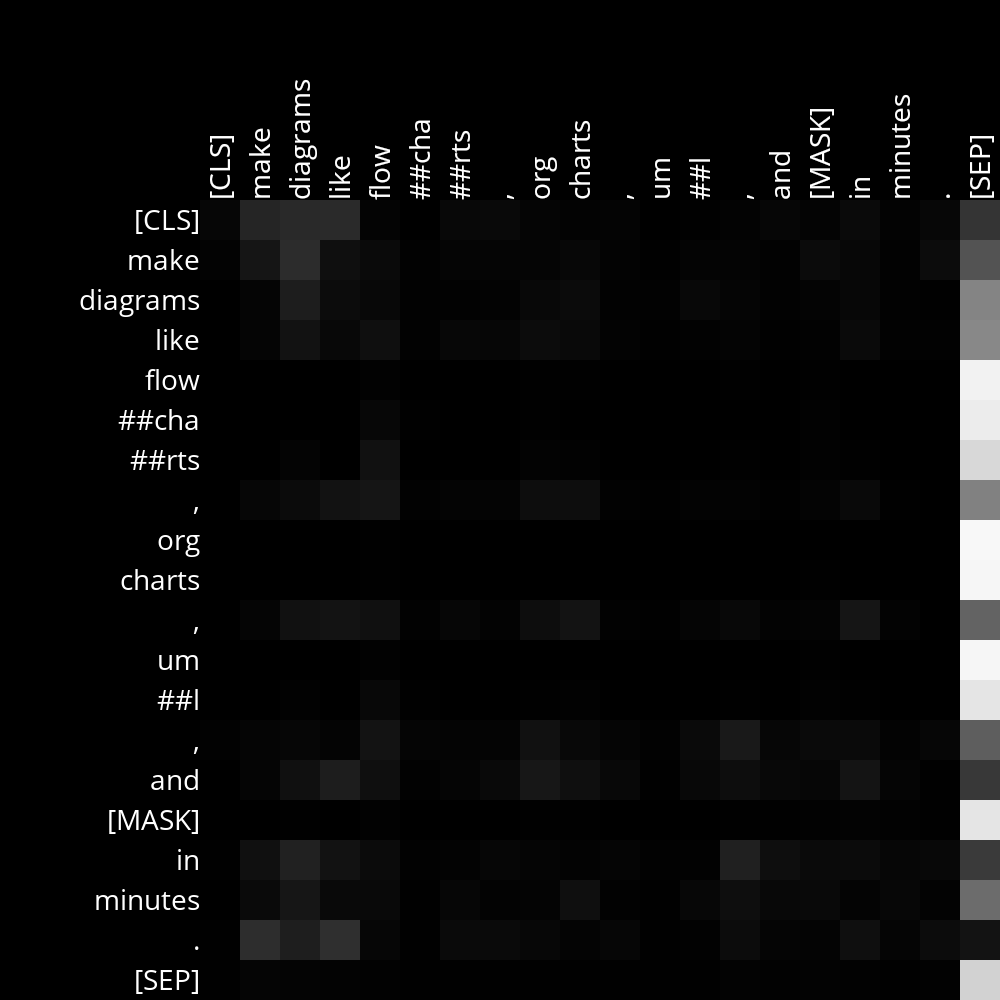 [CLS] make diagrams like flow ##cha ##rts , org charts , um ##l , and [MASK] in minutes . [SEP]
[CLS]
make
diagrams
like
flow
##cha
##rts
,
org
charts
,
um
##l
,
and
[MASK]
in
minutes
.
[SEP]